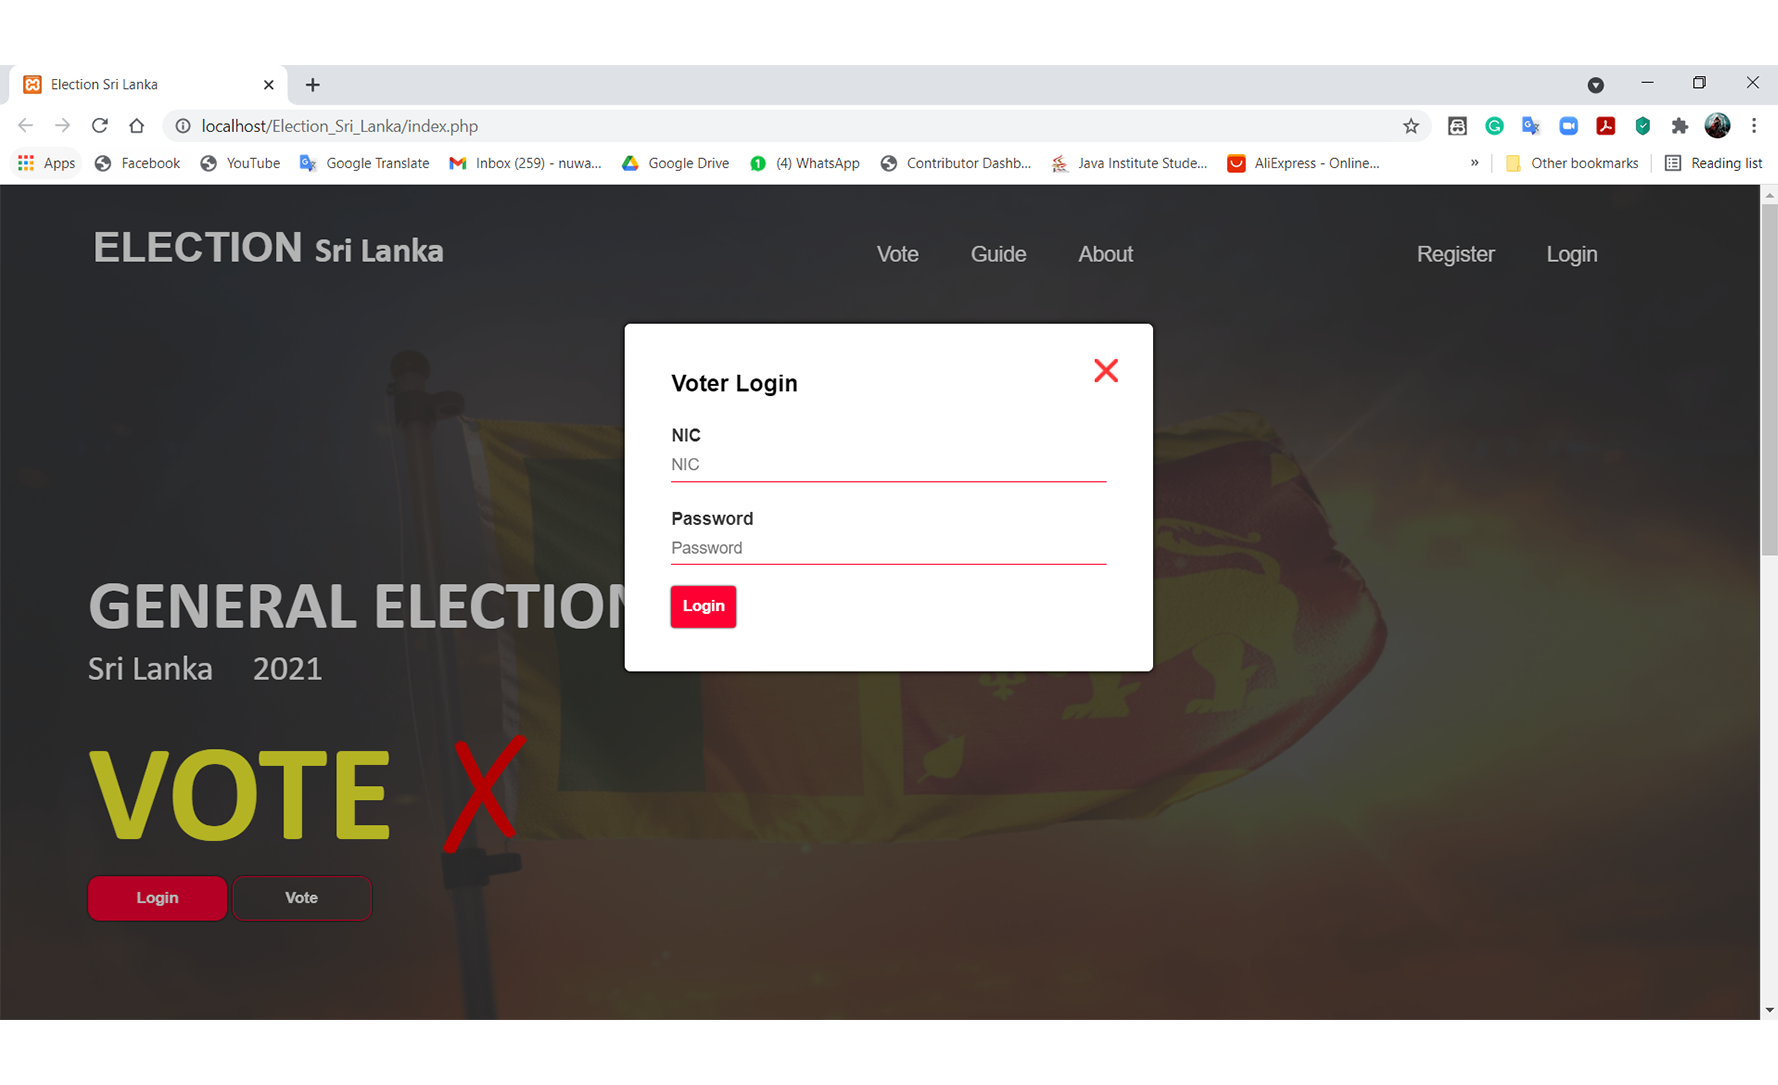 Election Sri Lanka
localhost/Election_Sri_Lanka/index.php
Apps Facebook YouTube Google Translate Inbox (259) - nuwa... Google Drive (4) WhatsApp Contributor Dashb... Java Institute Stude... AliExpress - Online... » Other bookmarks Reading list
ELECTION Sri Lanka Vote Guide About Register Login
Voter Login
NIC
NIC
Password
Password
Login
GENERAL ELECTION
Sri Lanka 2021
VOTE X
Login Vote